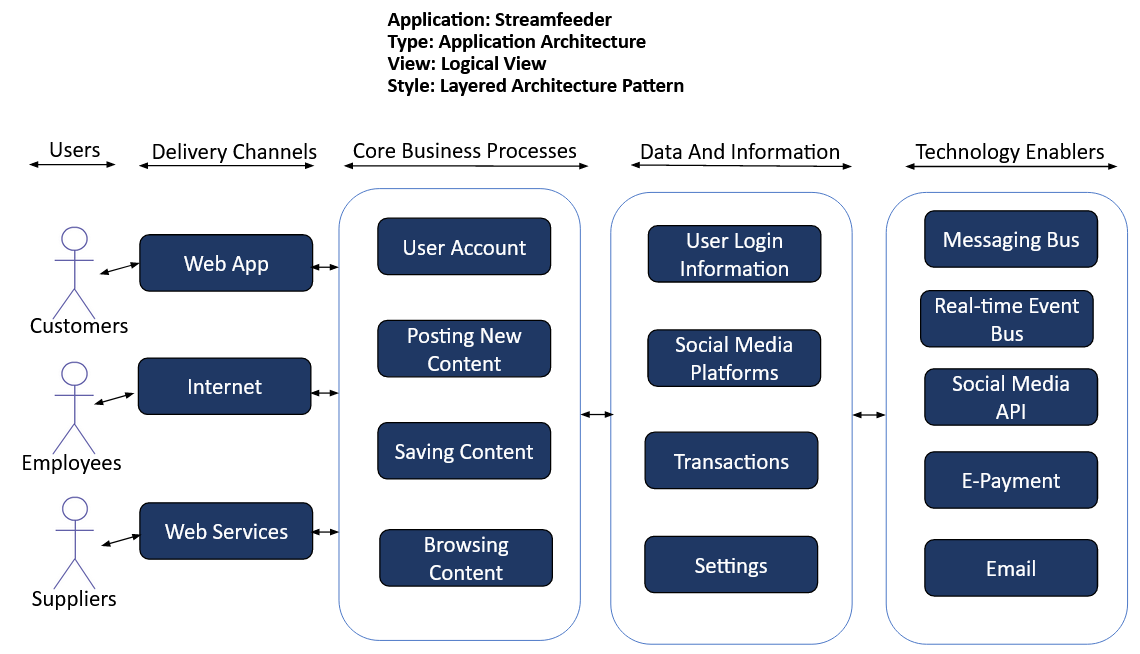 Application: Streamfeeder
Type: Application Architecture
View: Logical View
Style: Layered Architecture Pattern
Users
Delivery Channels
Core Business Processes
Data And Information
Technology Enablers
Customers
Employees
Suppliers
Web App
Internet
Web Services
User Account
Posting New
Content
Saving Content
Browsing
Content
User Login
Information
Social Media
Platforms
Transactions
Settings
Messaging Bus
Real-time Event
Bus
Social Media
API
E-Payment
Email